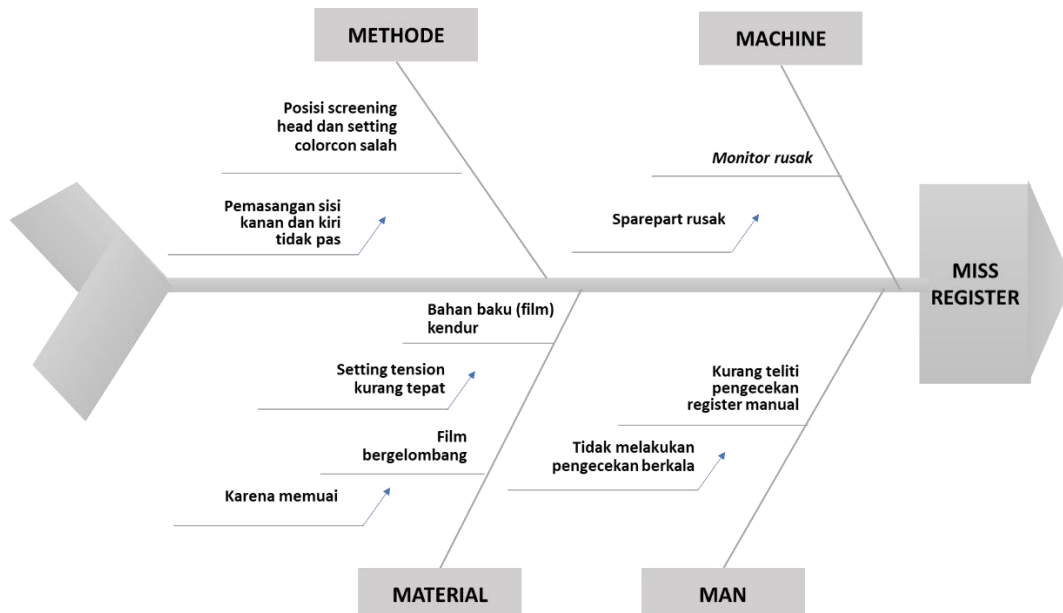 METHODE
MACHINE
Posisi screening
head dan setting
colorcon salah
Monitor rusak
Pemasangan sisi
kanan dan kiri
tidak pas
Sparepart rusak
MISS
REGISTER
Bahan baku (film)
kendur
Setting tension
kurang tepat
Kurang teliti
pengecekan
register manual
Film
bergelombang
Tidak melakukan
pengecekan berkala
Karena memuai
MATERIAL
MAN